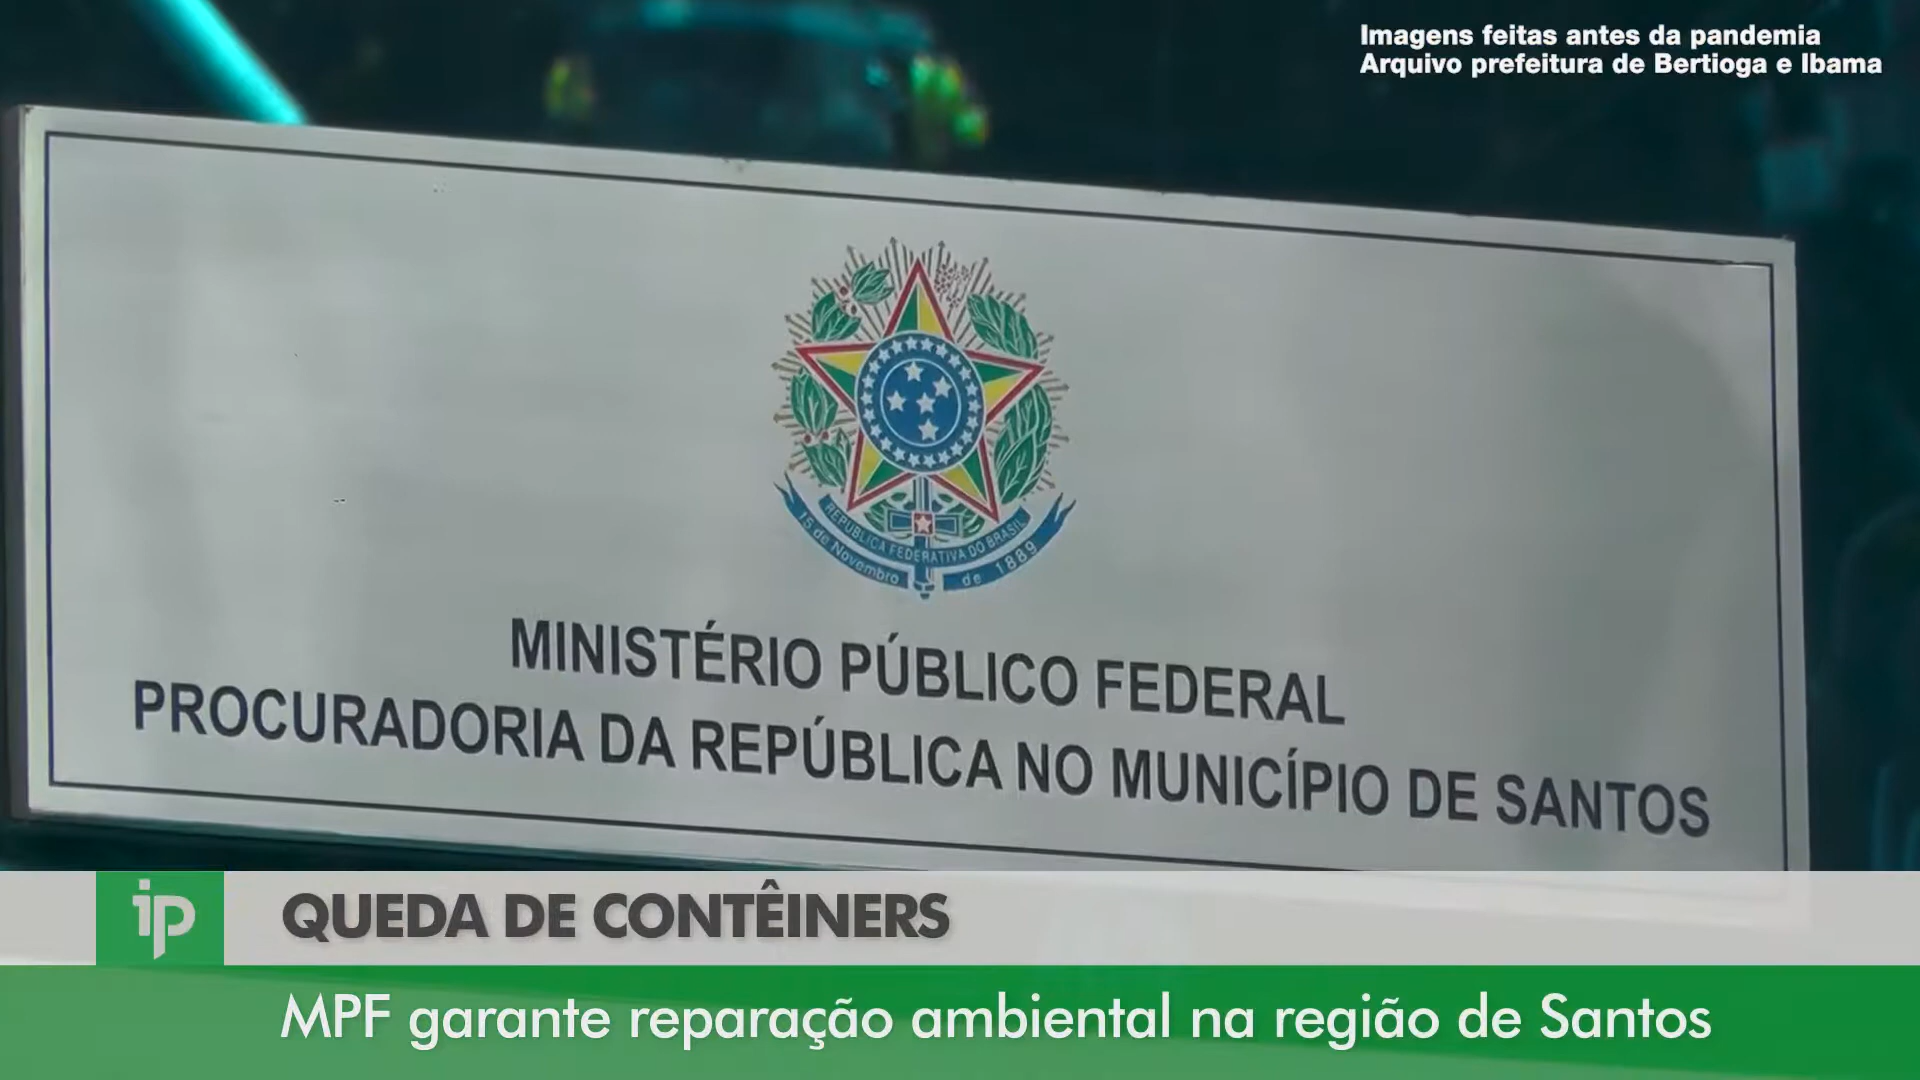 Imagens feitas antes da pandemia
Arquivo prefeitura de Bertioga e Ibama
REPÚBLICA FEDERATIVA DO BRASIL
15 de Novembro de 1889
MINISTÉRIO PÚBLICO FEDERAL
PROCURADORIA DA REPÚBLICA NO MUNICÍPIO DE SANTOS
ip
QUEDA DE CONTÊINERS
MPF garante reparação ambiental na região de Santos